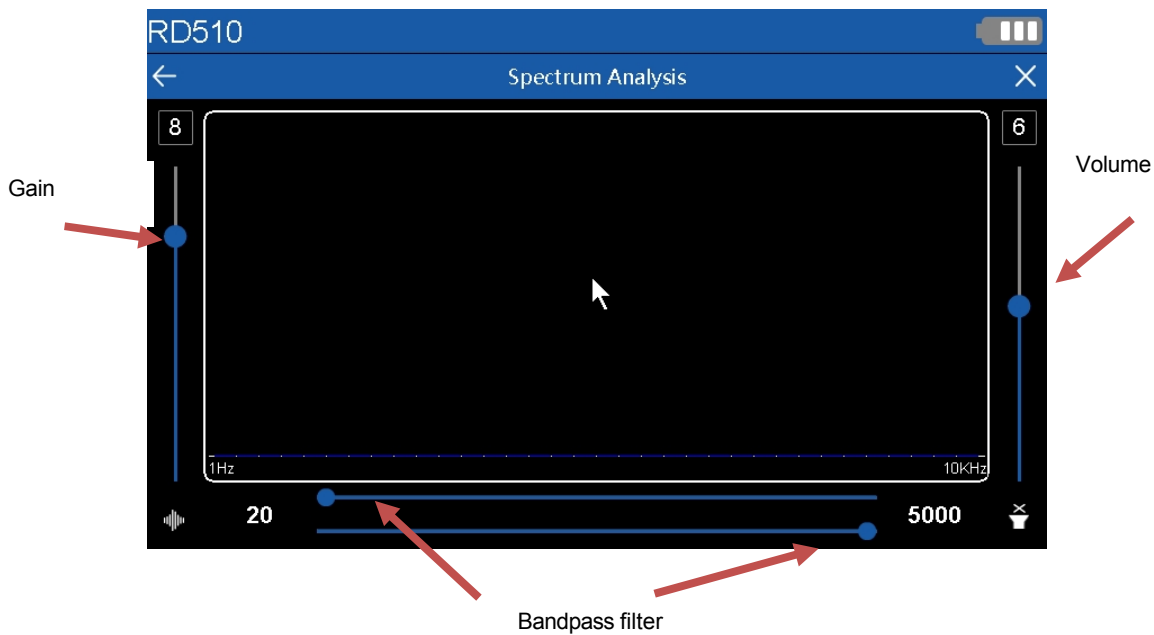 RD510
Spectrum Analysis
8
6
Gain
Volume
1Hz
10KHz
20
5000
Bandpass filter